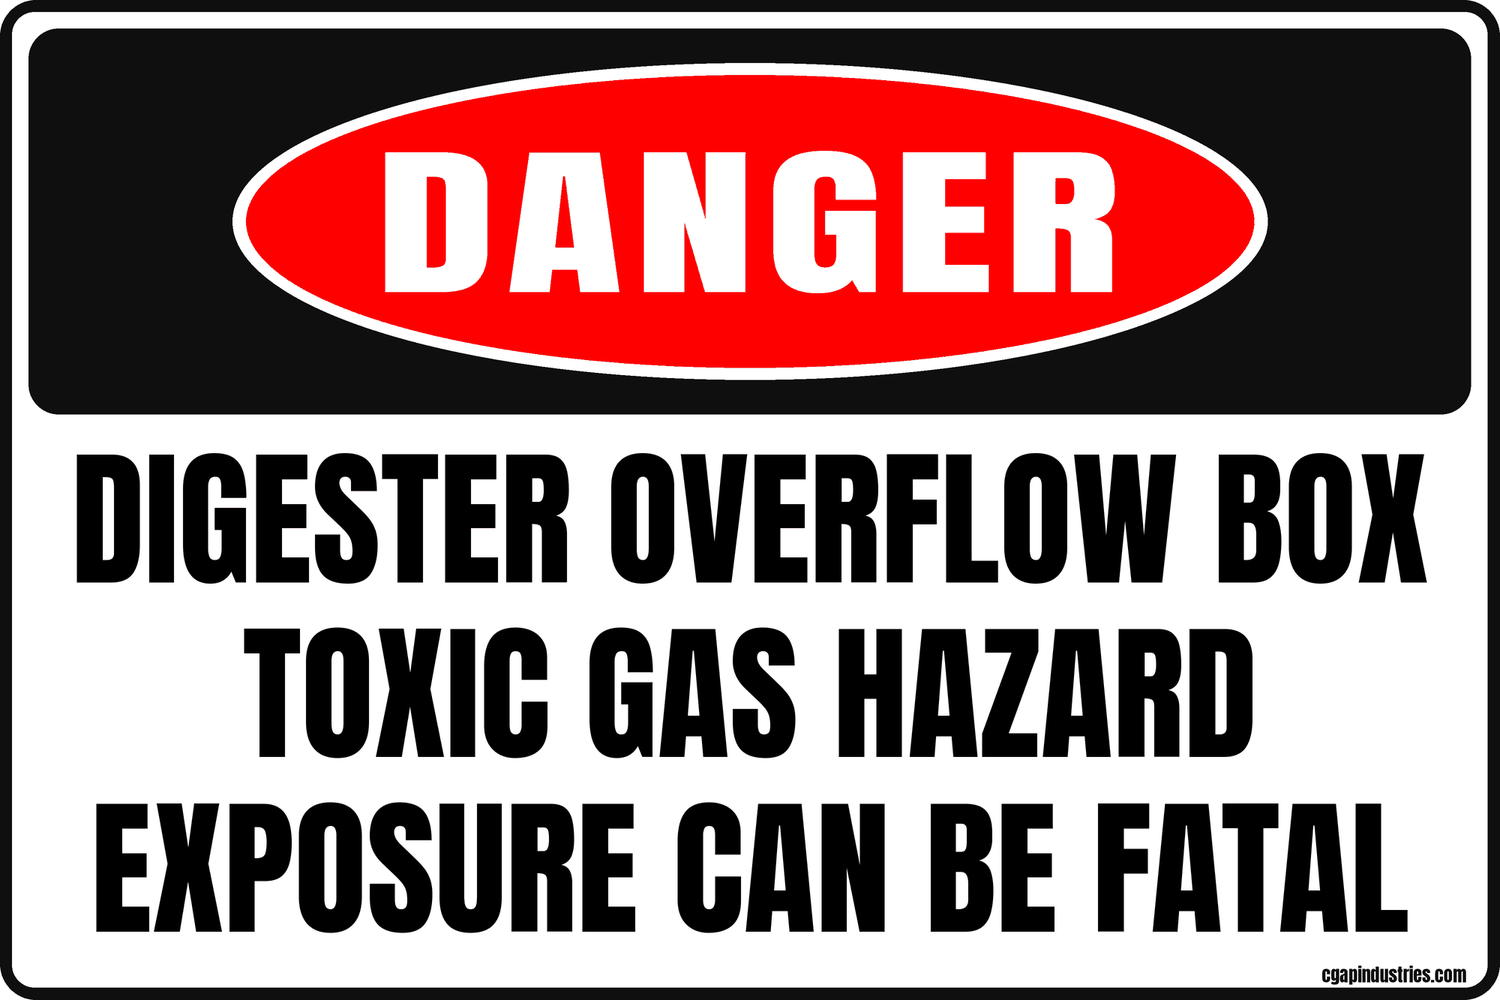 DANGER
DIGESTER OVERFLOW BOX
TOXIC GAS HAZARD
EXPOSURE CAN BE FATAL
cgapindustries.com